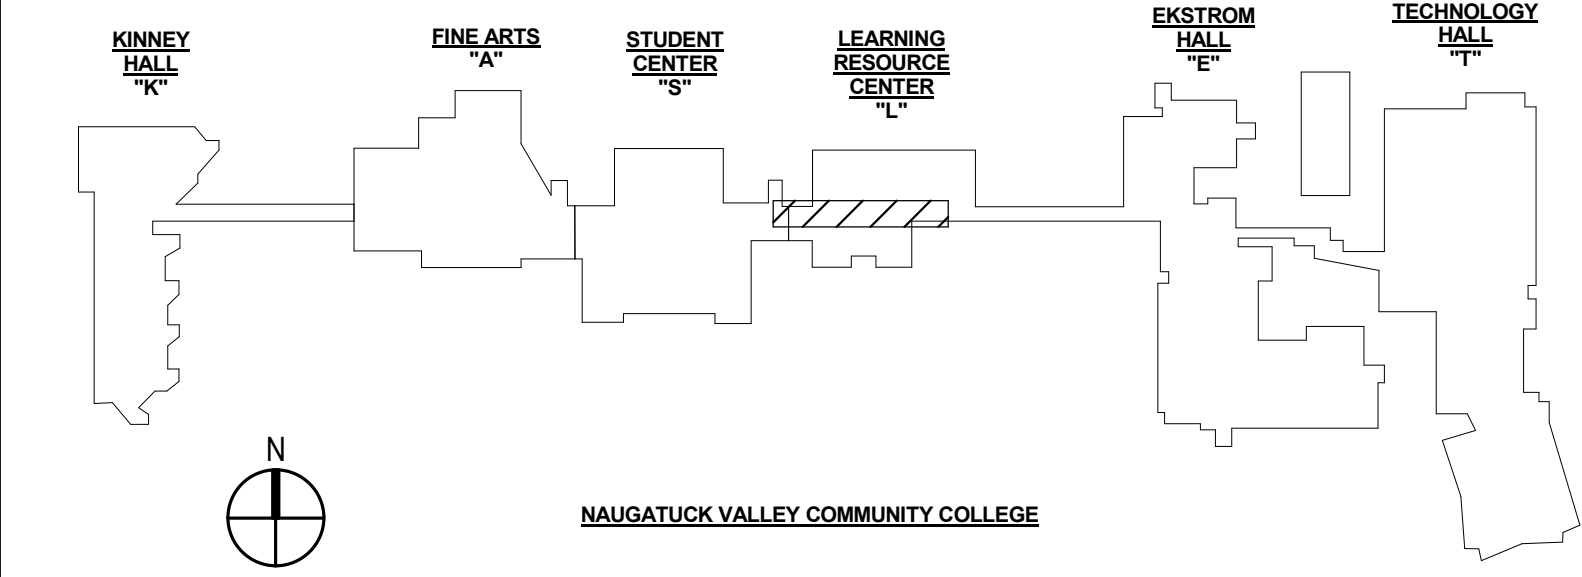 KINNEY
HALL
"K"
FINE ARTS
"A"
STUDENT
CENTER
"S"
LEARNING
RESOURCE
CENTER
"L"
EKSTROM
HALL
"E"
TECHNOLOGY
HALL
"T"
N
NAUGATUCK VALLEY COMMUNITY COLLEGE